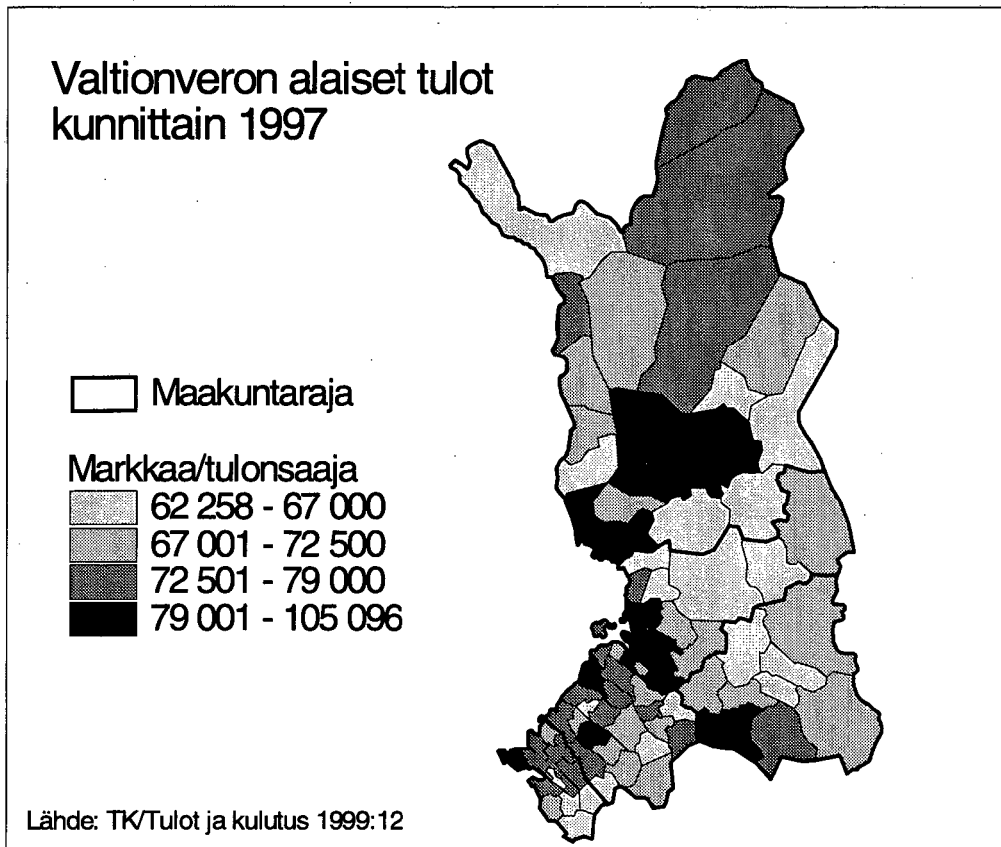 Valtionveron alaiset tulot
kunnittain 1997
Maakuntaraja
Markkaa/tulonsaaja
62 258 - 67 000
67 001 - 72 500
72 501 - 79 000
79 001 - 105 096
Lähde: TK/Tulot ja kulutus 1999:12